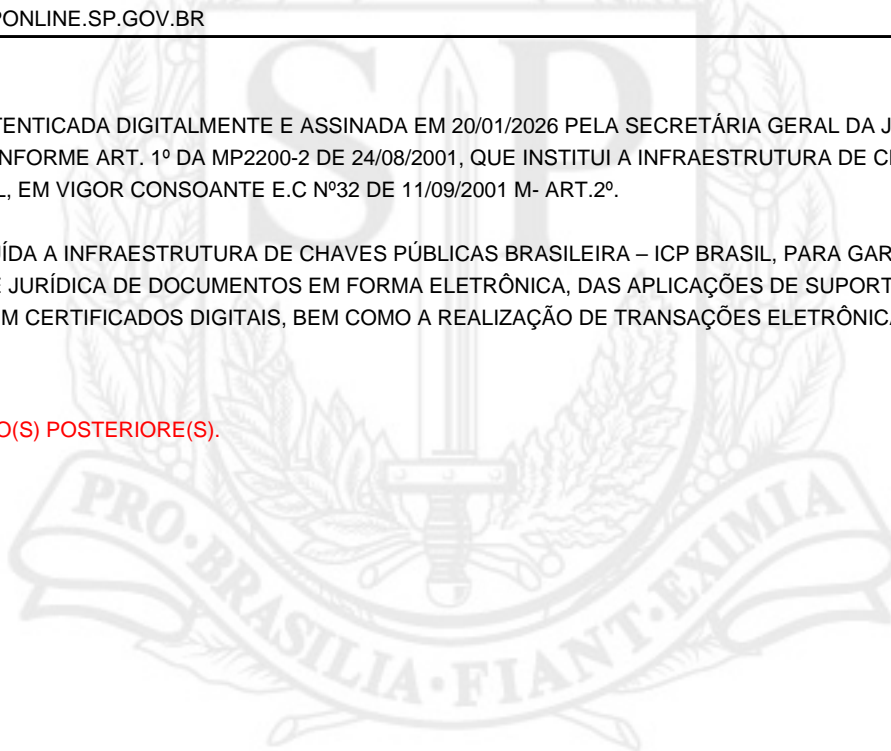 PONLINE.SP.GOV.BR
TENTICADA DIGITALMENTE E ASSINADA EM 20/01/2026 PELA SECRETÁRIA GERAL DA J
NFORME ART. 1º DA MP2200-2 DE 24/08/2001, QUE INSTITUI A INFRAESTRUTURA DE C
L, EM VIGOR CONSOANTE E.C Nº32 DE 11/09/2001 M- ART.2º.
UÍDA A INFRAESTRUTURA DE CHAVES PÚBLICAS BRASILEIRA – ICP BRASIL, PARA GAR
E JURÍDICA DE DOCUMENTOS EM FORMA ELETRÔNICA, DAS APLICAÇÕES DE SUPORT
EM CERTIFICADOS DIGITAIS, BEM COMO A REALIZAÇÃO DE TRANSAÇÕES ELETRÔNICA
O(S) POSTERIORE(S).
SP
PRO·BRASILIA·FIANT·EXIMIA